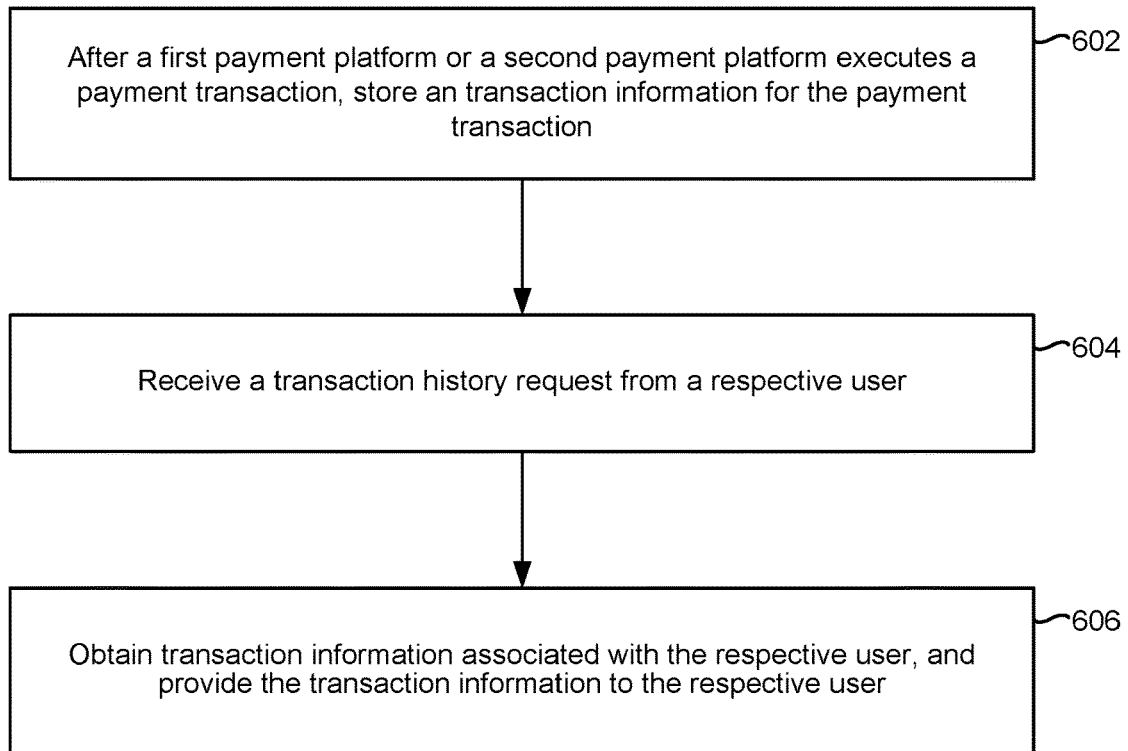 After a first payment platform or a second payment platform executes a
payment transaction, store an transaction information for the payment
transaction
602
Receive a transaction history request from a respective user
604
Obtain transaction information associated with the respective user, and
provide the transaction information to the respective user
606